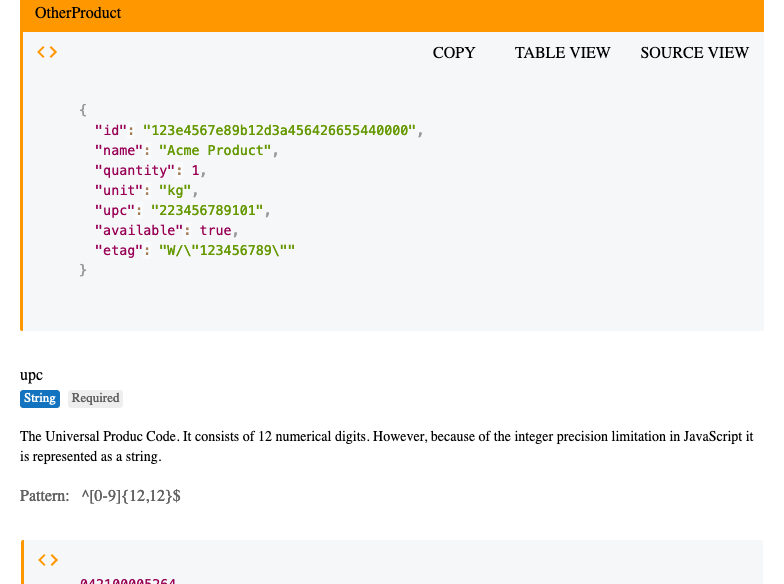 OtherProduct
<> COPY TABLE VIEW SOURCE VIEW
{
"id": "123e4567e89b12d3a456426655440000",
"name": "Acme Product",
"quantity": 1,
"unit": "kg",
"upc": "223456789101",
"available": true,
"etag": "W/\"123456789\""
}
upc
String Required
The Universal Produc Code. It consists of 12 numerical digits. However, because of the integer precision limitation in JavaScript it
is represented as a string.
Pattern: ^[0-9]{12,12}$
<>
042100005264